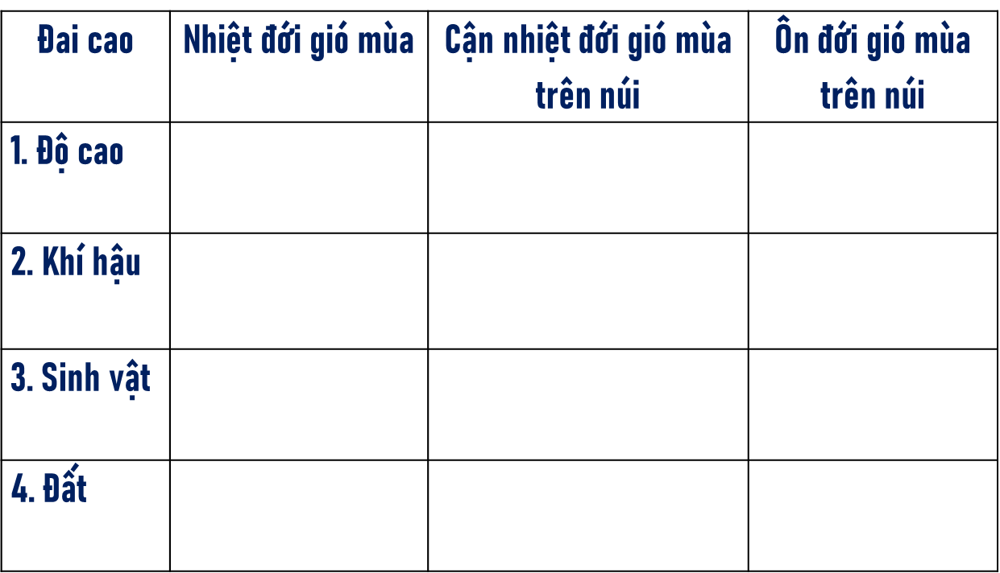 Đai cao
Nhiệt đới gió mùa
Cận nhiệt đới gió mùa
trên núi
Ôn đới gió mùa
trên núi
1. Độ cao
2. Khí hậu
3. Sinh vật
4. Đất